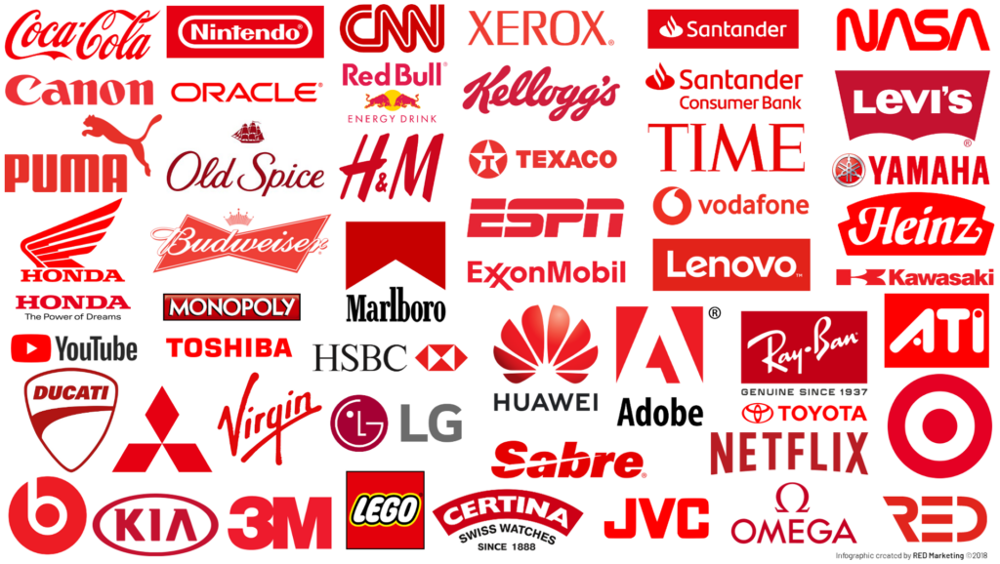 Coca-Cola
Nintendo®
CNN
XEROX®
Santander
NASA
Canon
ORACLE®
Red Bull®
ENERGY DRINK
Kellogg's
Santander
Consumer Bank
LEVI'S
®
PUMA
Old Spice
H&M
TEXACO
T
TIME
YAMAHA
HONDA
Budweiser®
ESPN
vodafone
Heinz
Marlboro
ExxonMobil
Lenovo™
Kawasaki
HONDA
The Power of Dreams
MONOPOLY
YouTube
TOSHIBA
HSBC
HUAWEI
®
Adobe
Ray-Ban
GENUINE SINCE 1937
ATi
DUCATI
Virgin
LG
TOYOTA
NETFLIX
Sabre®
b
KIA
3M
LEGO
CERTINA
SWISS WATCHES
SINCE 1888
JVC
Ω
OMEGA
RED
Infographic created by RED Marketing ©2018